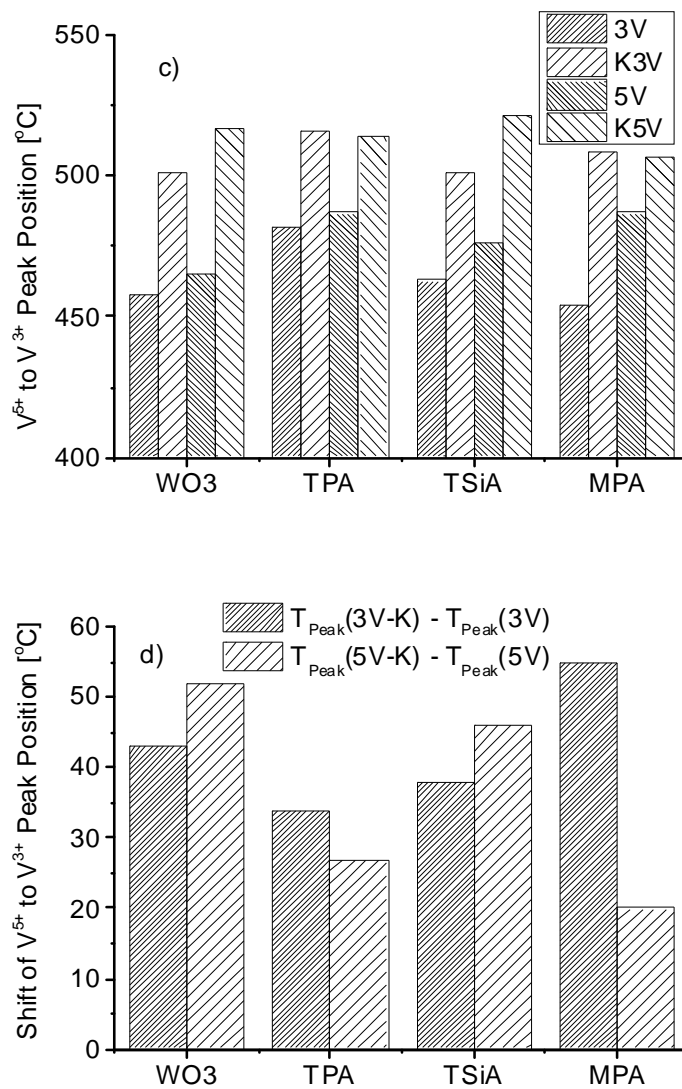 550
c)
3V
K3V
5V
K5V
500
450
400
V5+ to V3+ Peak Position [oC]
WO3 TPA TSiA MPA
60
d)
TPeak(3V-K) - TPeak(3V)
TPeak(5V-K) - TPeak(5V)
50
40
30
20
10
0
Shift of V5+ to V3+ Peak Position [°C]
WO3 TPA TSiA MPA